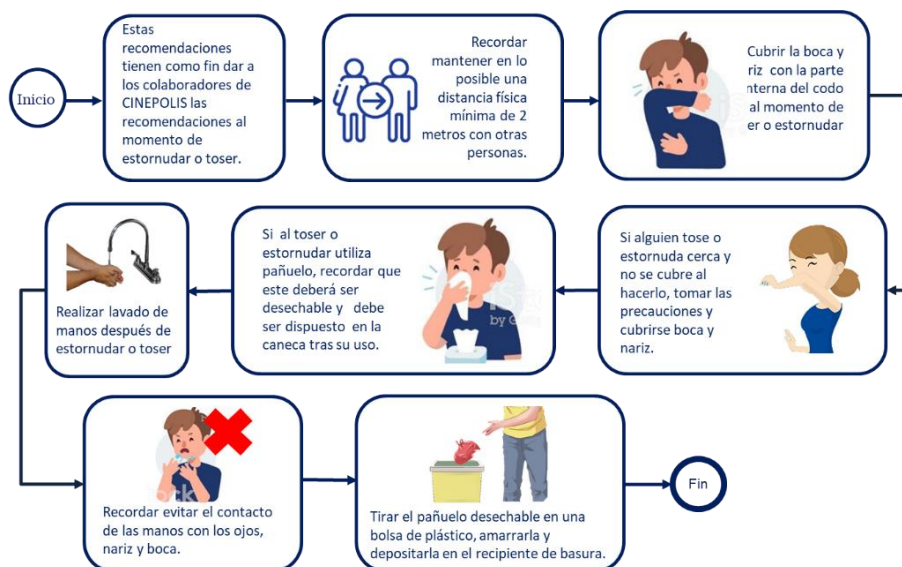 Inicio
Estas
recomendaciones
tienen como fin dar a
los colaboradores de
CINEPOLIS las
recomendaciones al
momento de
estornudar o toser.
Recordar
mantener en lo
posible una
distancia física
mínima de 2
metros con otras
personas.
Cubrir la boca y
riz con la parte
nterna del codo
al momento de
er o estornudar
Si alguien tose o
estornuda cerca y
no se cubre al
hacerlo, tomar las
precauciones y
cubrirse boca y
nariz.
Si al toser o
estornudar utiliza
pañuelo, recordar que
este deberá ser
desechable y debe
ser dispuesto en la
caneca tras su uso.
by G
Realizar lavado de
manos después de
estornudar o toser
Recordar evitar el contacto
de las manos con los ojos,
nariz y boca.
Tirar el pañuelo desechable en una
bolsa de plástico, amarrarla y
depositarla en el recipiente de basura.
Fin